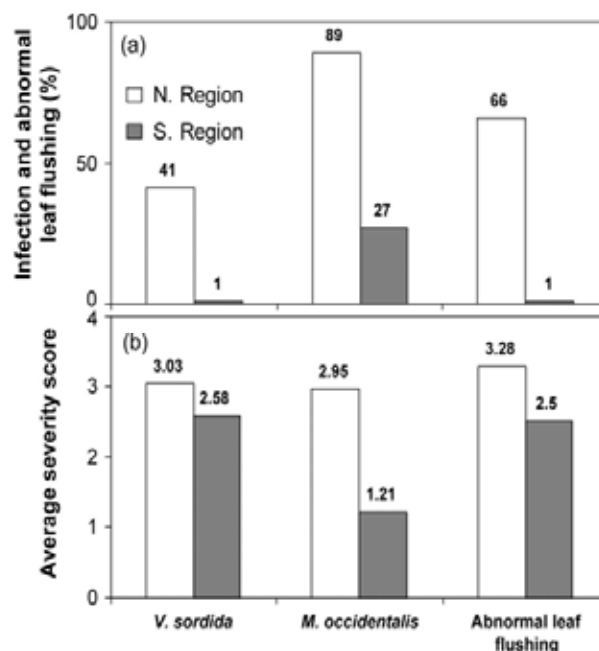 Infection and abnormal
leaf flushing (%)
100
50
0
(a)
N. Region
S. Region
41
1
89
27
66
1
Average severity score
4
3
2
1
0
(b)
3.03
2.58
2.95
1.21
3.28
2.5
V. sordida
M. occidentalis
Abnormal leaf
flushing